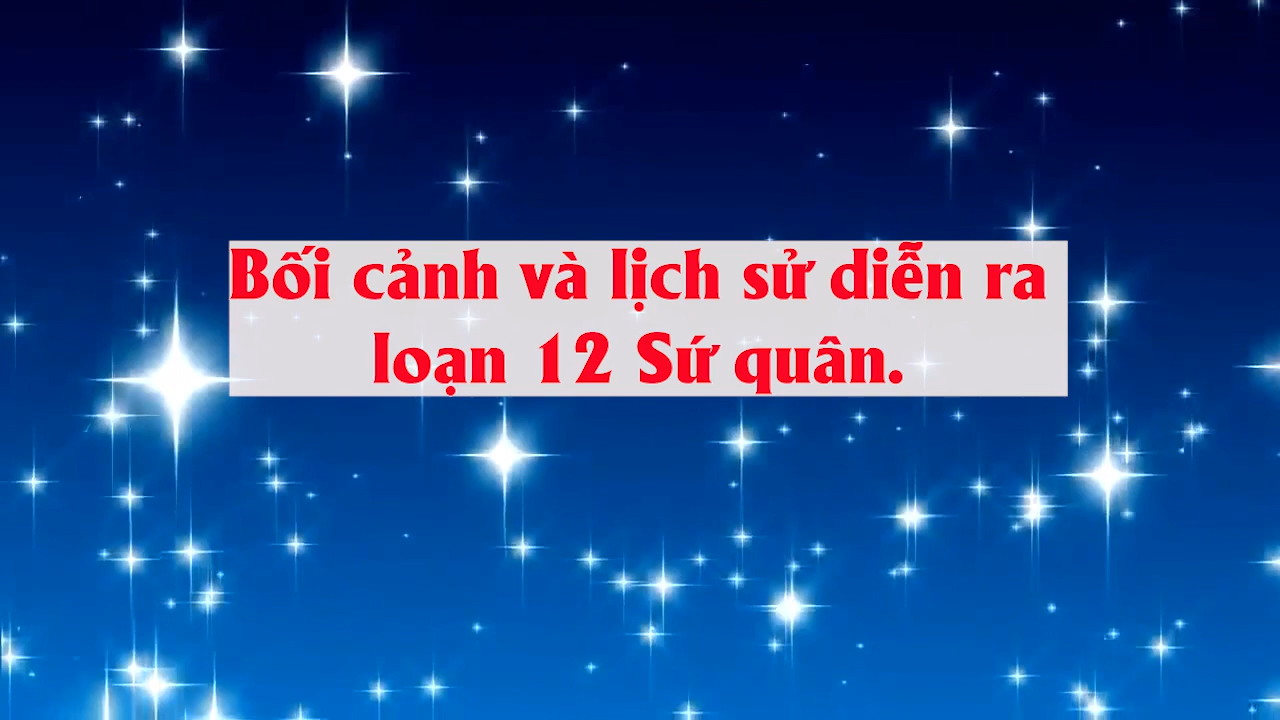 Bối cảnh và lịch sử diễn ra
loạn 12 Sứ quân.